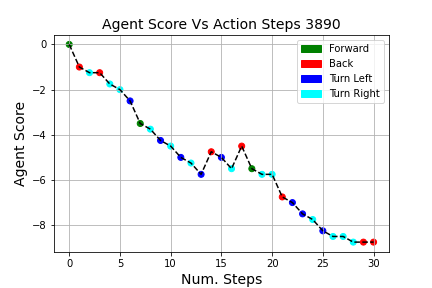 Agent Score Vs Action Steps 3890
Forward
Back
Turn Left
Turn Right
Agent Score
0
−2
−4
−6
−8
0 5 10 15 20 25 30
Num. Steps